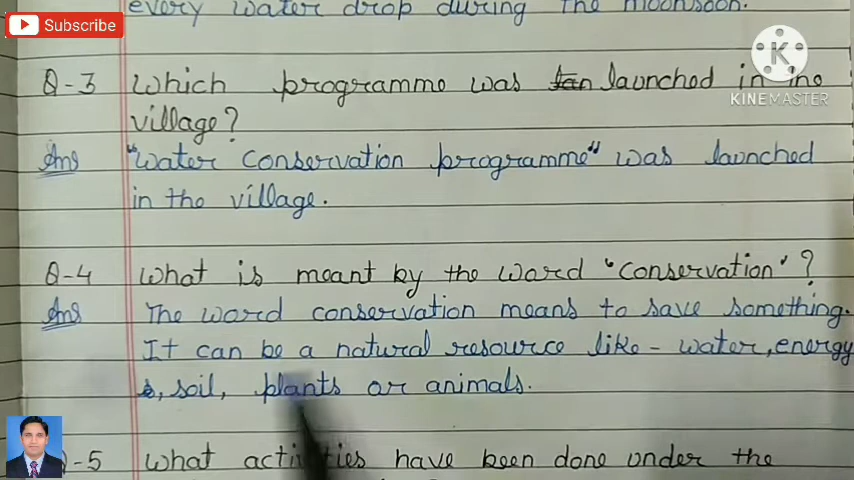 every water drop during the moonsoon.
Subscribe
Q-3 Which programme was launched in the
KINEMASTER
village?
Ans "Water conservation programme" was launched
in the village.
Q-4 What is meant by the word "conservation"?
Ans The word conservation means to save something.
It can be a natural resource like - water, energy
, soil, plants or animals.
Q-5 What activities have been done under the